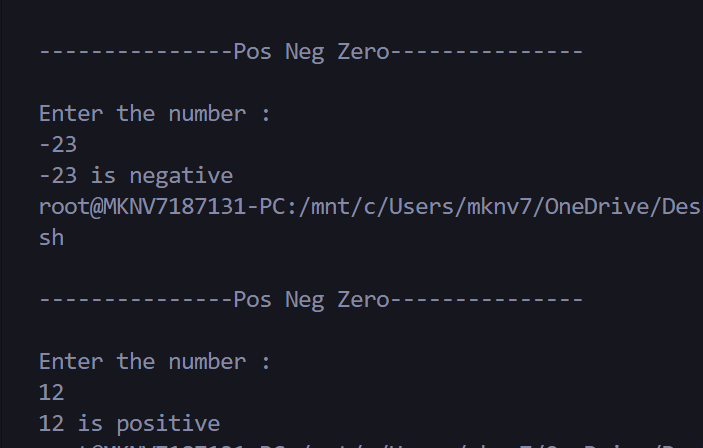 ---------------Pos Neg Zero---------------
Enter the number :
-23
-23 is negative
root@MKNV7187131-PC:/mnt/c/Users/mknv7/OneDrive/Des
sh
---------------Pos Neg Zero---------------
Enter the number :
12
12 is positive